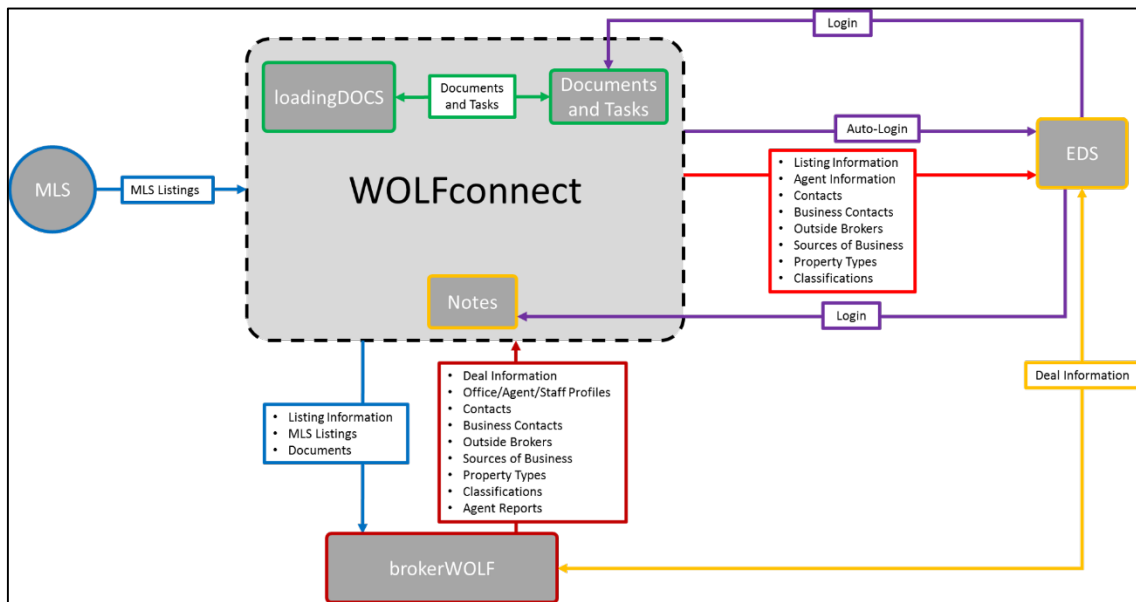 Login
loadingDOCS
Documents
and Tasks
Documents
and Tasks
Auto-Login
EDS
MLS
MLS Listings
WOLFconnect
• Listing Information
• Agent Information
• Contacts
• Business Contacts
• Outside Brokers
• Sources of Business
• Property Types
• Classifications
Notes
Login
Deal Information
• Listing Information
• MLS Listings
• Documents
• Deal Information
• Office/Agent/Staff Profiles
• Contacts
• Business Contacts
• Outside Brokers
• Sources of Business
• Property Types
• Classifications
• Agent Reports
brokerWOLF